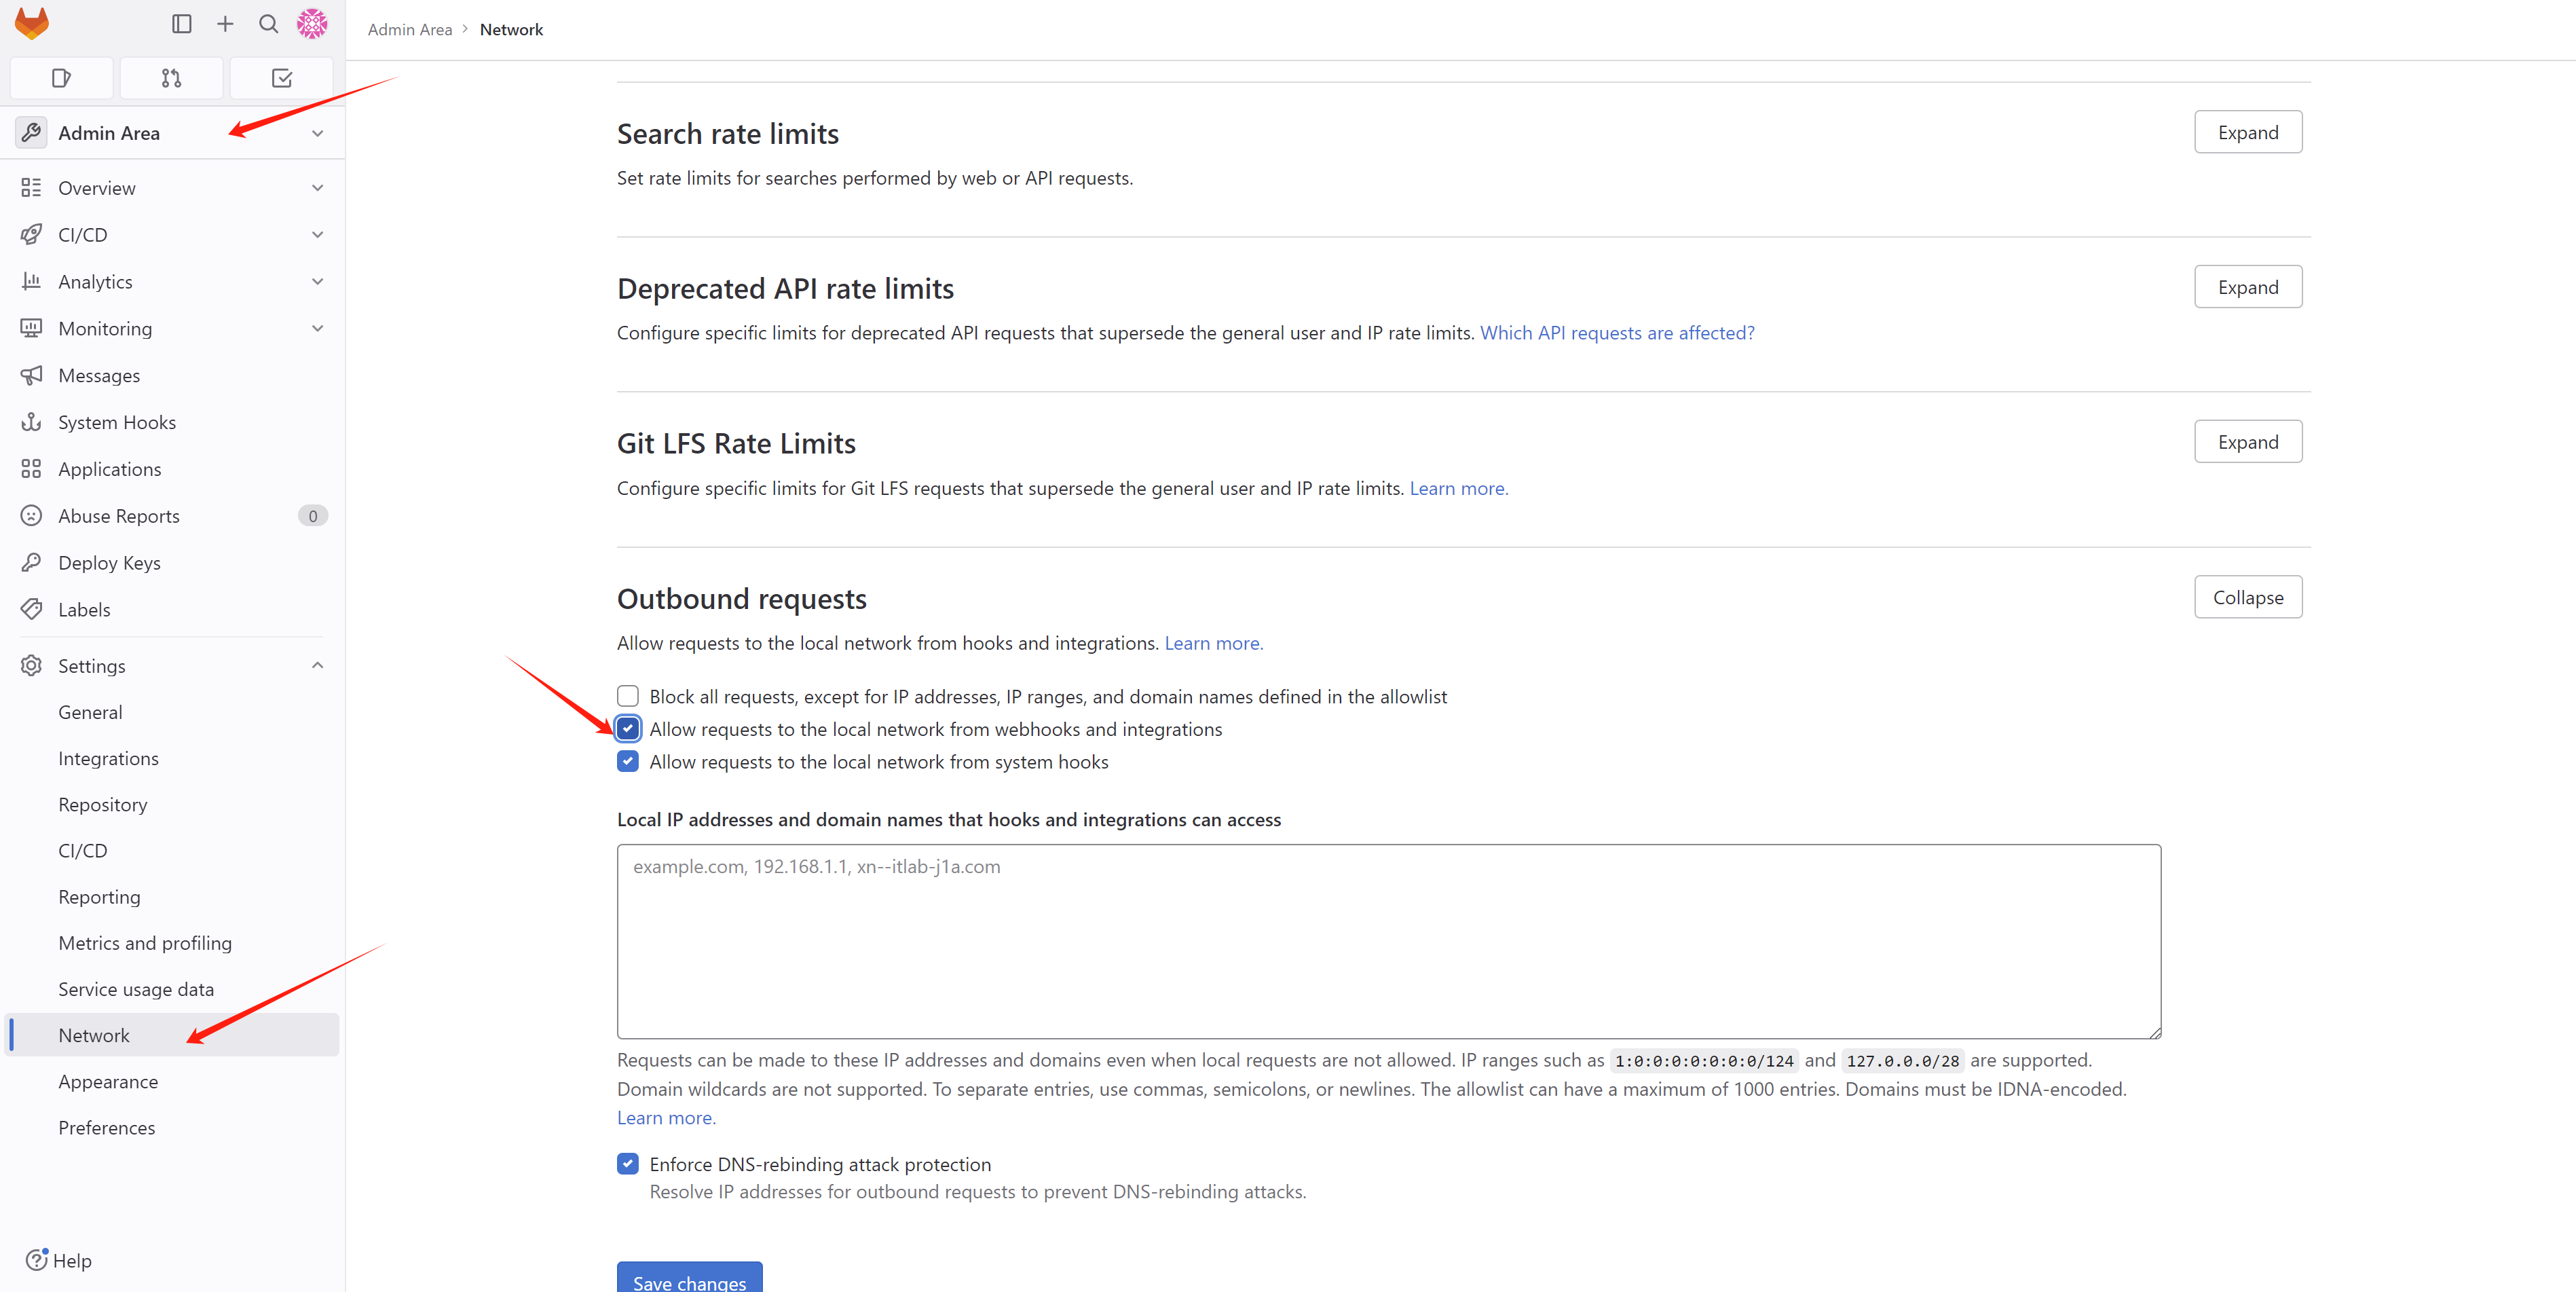 Admin Area
Overview
CI/CD
Analytics
Monitoring
Messages
System Hooks
Applications
Abuse Reports 0
Deploy Keys
Labels
Settings
General
Integrations
Repository
CI/CD
Reporting
Metrics and profiling
Service usage data
Network
Appearance
Preferences
Help
Admin Area > Network
Search rate limits
Expand
Set rate limits for searches performed by web or API requests.
Deprecated API rate limits
Expand
Configure specific limits for deprecated API requests that supersede the general user and IP rate limits. Which API requests are affected?
Git LFS Rate Limits
Expand
Configure specific limits for Git LFS requests that supersede the general user and IP rate limits. Learn more.
Outbound requests
Collapse
Allow requests to the local network from hooks and integrations. Learn more.
Block all requests, except for IP addresses, IP ranges, and domain names defined in the allowlist
Allow requests to the local network from webhooks and integrations
Allow requests to the local network from system hooks
Local IP addresses and domain names that hooks and integrations can access
example.com, 192.168.1.1, xn--itlab-j1a.com
Requests can be made to these IP addresses and domains even when local requests are not allowed. IP ranges such as 1:0:0:0:0:0:0:0/124 and 127.0.0.0/28 are supported.
Domain wildcards are not supported. To separate entries, use commas, semicolons, or newlines. The allowlist can have a maximum of 1000 entries. Domains must be IDNA-encoded.
Learn more.
Enforce DNS-rebinding attack protection
Resolve IP addresses for outbound requests to prevent DNS-rebinding attacks.
Save changes